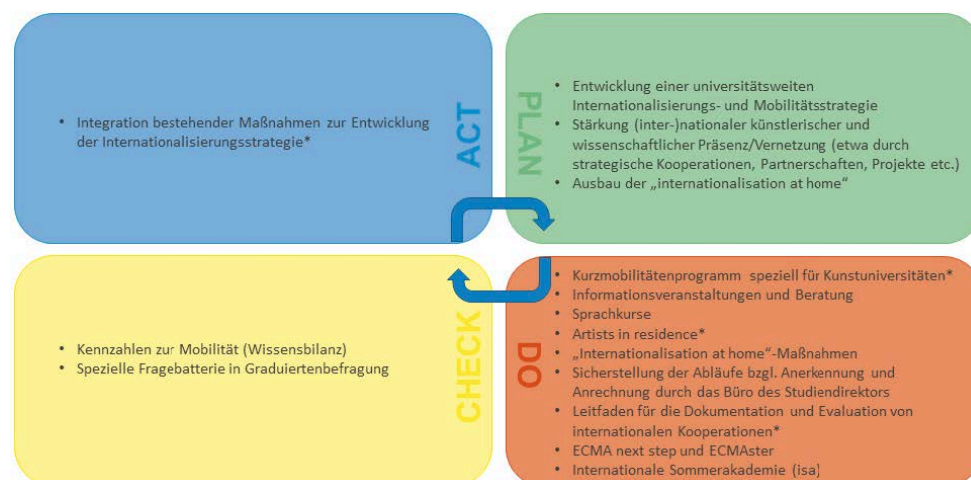 • Integration bestehender Maßnahmen zur Entwicklung
der Internationalisierungsstrategie*
ACT
PLAN
• Entwicklung einer universitätsweiten
Internationalisierungs- und Mobilitätsstrategie
• Stärkung (inter-)nationaler künstlerischer und
wissenschaftlicher Präsenz/Vernetzung (etwa durch
strategische Kooperationen, Partnerschaften, Projekte etc.)
• Ausbau der „internationalisation at home“
• Kennzahlen zur Mobilität (Wissensbilanz)
• Spezielle Fragebatterie in Graduiertenbefragung
CHECK
DO
• Kurzmobilitätenprogramm speziell für Kunstuniversitäten*
• Informationsveranstaltungen und Beratung
• Sprachkurse
• Artists in residence*
• „Internationalisation at home“-Maßnahmen
• Sicherstellung der Abläufe bzgl. Anerkennung und
Anrechnung durch das Büro des Studiendirektors
• Leitfaden für die Dokumentation und Evaluation von
internationalen Kooperationen*
• ECMA next step und ECMAster
• Internationale Sommerakademie (isa)